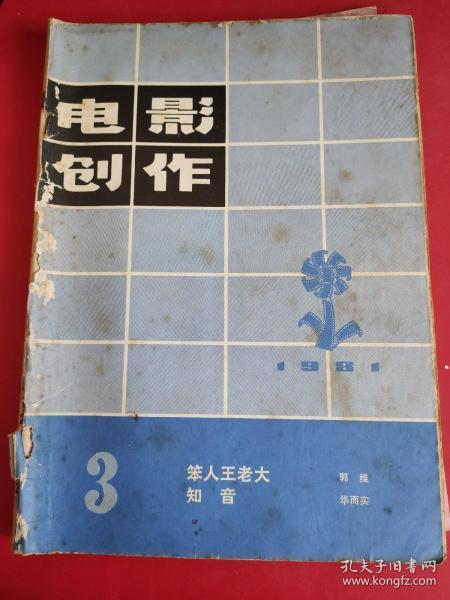 电影
创作
1981
3
笨人王老大 郭维
知音 华而实
孔夫子旧书网
www.kongfz.com